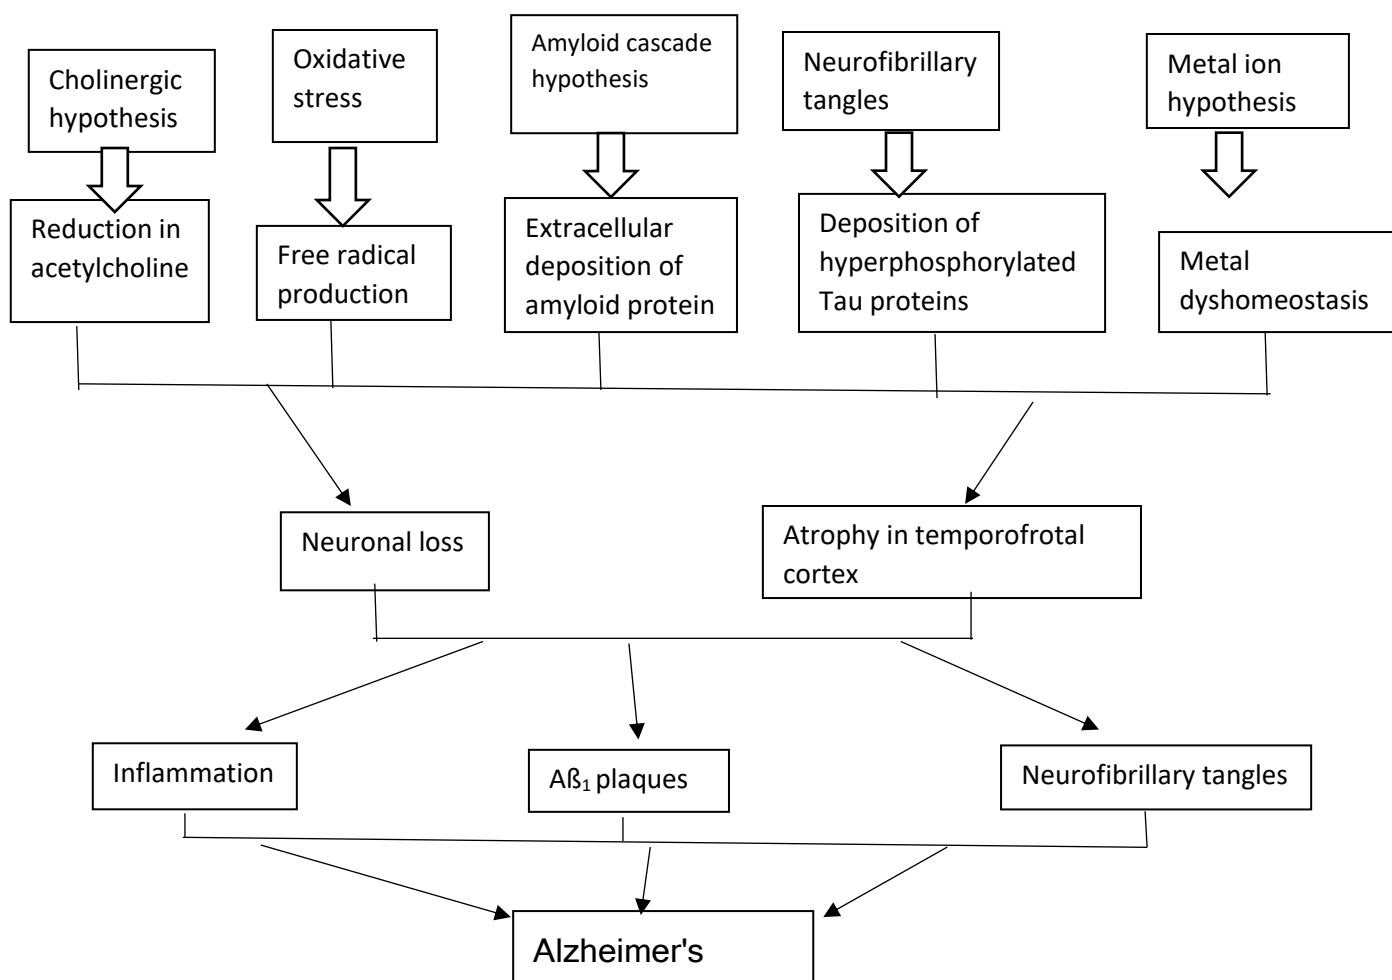 Cholinergic
hypothesis
Oxidative
stress
Amyloid cascade
hypothesis
Neurofibrillary
tangles
Metal ion
hypothesis
Reduction in
acetylcholine
Free radical
production
Extracellular
deposition of
amyloid protein
Deposition of
hyperphosphorylated
Tau proteins
Metal
dyshomeostasis
Neuronal loss
Atrophy in temporofrotal
cortex
Inflammation
Aß₁ plaques
Neurofibrillary tangles
Alzheimer's